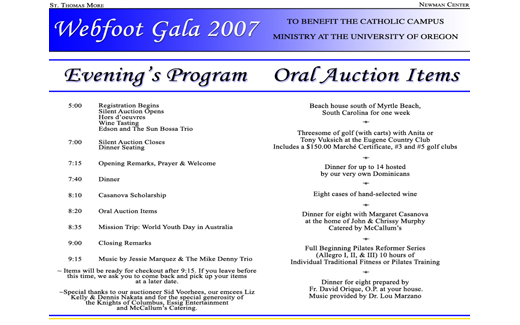 St. Thomas More
Newman Center
Webfoot Gala 2007
to benefit the Catholic Campus
Ministry at the University of Oregon
Evening's Program
Oral Auction Items
5:00 Registration Begins
Silent Auction Opens
Hors d'oeuvres
Wine Tasting
Edson and The Sun Bossa Trio
7:00 Silent Auction Closes
Dinner Seating
7:15 Opening Remarks, Prayer & Welcome
7:40 Dinner
8:10 Casanova Scholarship
8:20 Oral Auction Items
8:35 Mission Trip: World Youth Day in Australia
9:00 Closing Remarks
9:15 Music by Jessie Marquez & The Mike Denny Trio
~ Items will be ready for checkout after 9:15. If you leave before
this time, we ask you to come back and pick up your items
at a later date.
~Special thanks to our auctioneer Sid Voorhees, our emcees Liz
Kelly & Dennis Nakata and for the special generosity of
the Knights of Columbus, Essig Entertainment
and McCallum's Catering.
Beach house south of Myrtle Beach,
South Carolina for one week
Threesome of golf (with carts) with Anita or
Tony Vuksich at the Eugene Country Club
Includes a $150.00 Marché Certificate, #3 and #5 golf clubs
Dinner for up to 14 hosted
by our very own Dominicans
Eight cases of hand-selected wine
Dinner for eight with Margaret Casanova
at the home of John & Chrissy Murphy
Catered by McCallum's
Full Beginning Pilates Reformer Series
(Allegro I, II, & III) 10 hours of
Individual Traditional Fitness or Pilates Training
Dinner for eight prepared by
Fr. David Orique, O.P. at your house.
Music provided by Dr. Lou Marzano